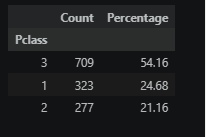 Count Percentage
Pclass
3 709 54.16
1 323 24.68
2 277 21.16